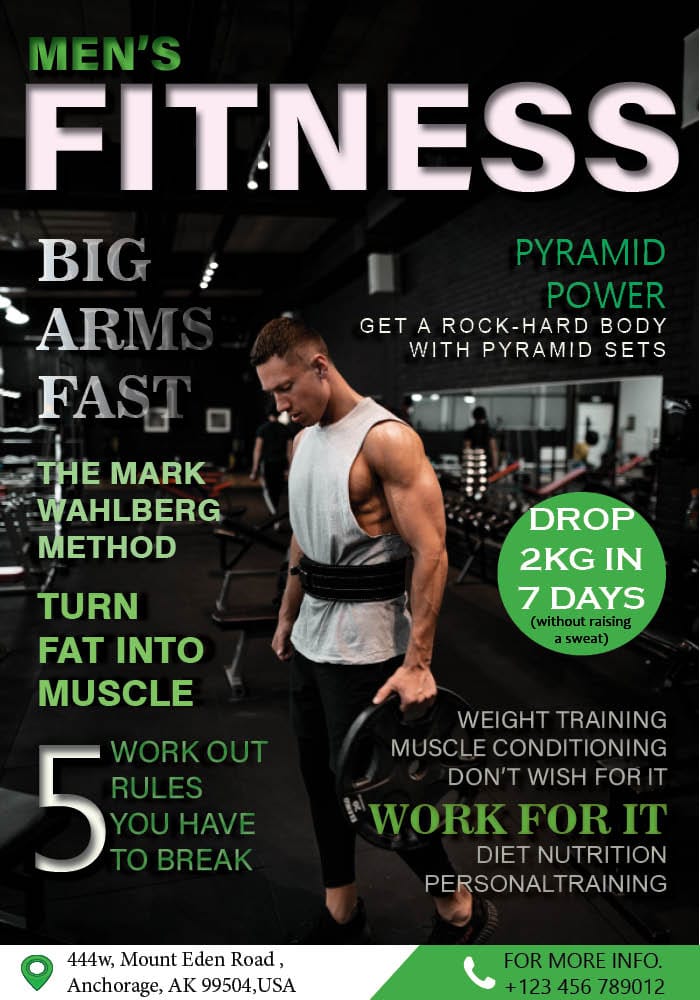 MEN'S
FITNESS
BIG
ARMS
FAST
PYRAMID
POWER
GET A ROCK-HARD BODY
WITH PYRAMID SETS
THE MARK
WAHLBERG
METHOD
TURN
FAT INTO
MUSCLE
DROP
2KG IN
7 DAYS
(without raising
a sweat)
5
WORK OUT
RULES
YOU HAVE
TO BREAK
WEIGHT TRAINING
MUSCLE CONDITIONING
DON'T WISH FOR IT
WORK FOR IT
DIET NUTRITION
PERSONALTRAINING
444w, Mount Eden Road ,
Anchorage, AK 99504,USA
FOR MORE INFO.
+123 456 789012